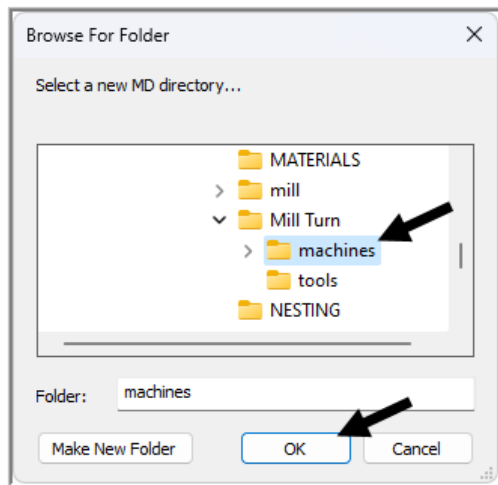 Browse For Folder
Select a new MD directory...
MATERIALS
mill
Mill Turn
machines
tools
NESTING
Folder: machines
Make New Folder OK Cancel